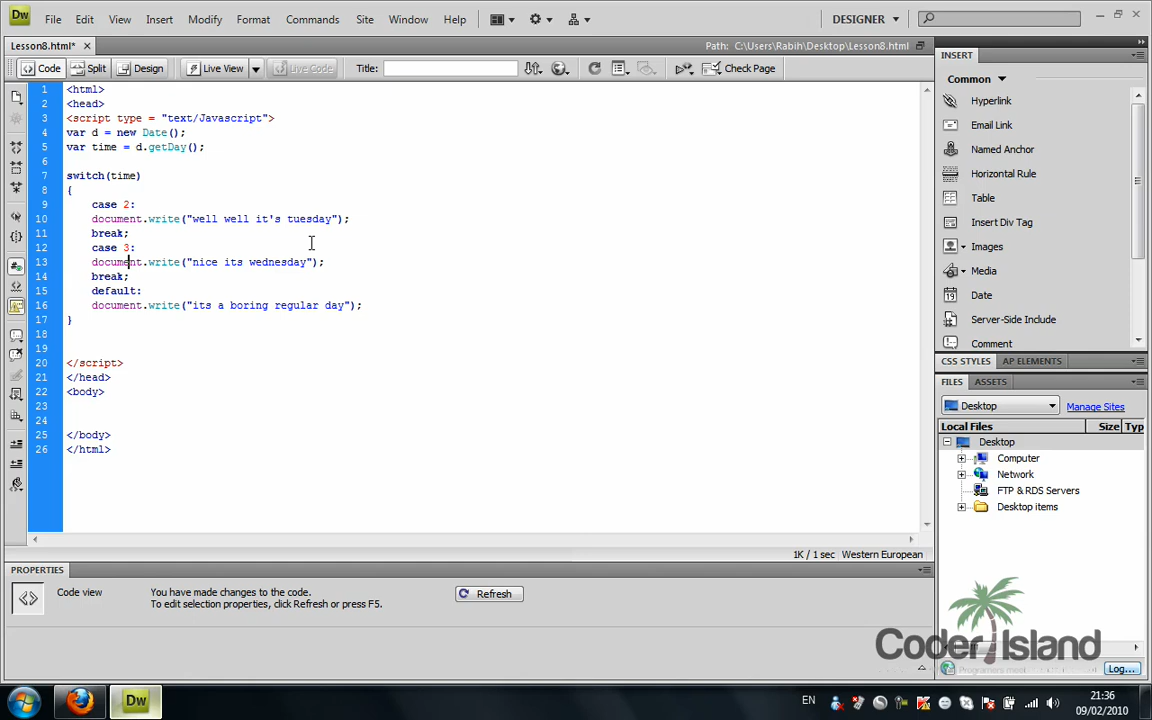 Dw File Edit View Insert Modify Format Commands Site Window Help DESIGNER
Lesson8.html* Path: C:\Users\Rabih\Desktop\Lesson8.html
Code Split Design Live View Live Code Title: Check Page
1 <html>
2 <head>
3 <script type = "text/Javascript">
4 var d = new Date();
5 var time = d.getDay();
6
7 switch(time)
8 {
9 case 2:
10 document.write("well well it's tuesday");
11 break;
12 case 3:
13 document.write("nice its wednesday");
14 break;
15 default:
16 document.write("its a boring regular day");
17 }
18
19
20 </script>
21 </head>
22 <body>
23
24
25 </body>
26 </html>
1K / 1 sec Western European
PROPERTIES
Code view
You have made changes to the code.
To edit selection properties, click Refresh or press F5.
Refresh
INSERT
Common
Hyperlink
Email Link
Named Anchor
Horizontal Rule
Table
Insert Div Tag
Images
Media
Date
Server-Side Include
Comment
CSS STYLES AP ELEMENTS
FILES ASSETS
Desktop Manage Sites
Local Files Size Typ
Desktop
Computer
Network
FTP & RDS Servers
Desktop items
Coder Island
Log...
Dw
EN
21:36
09/02/2010